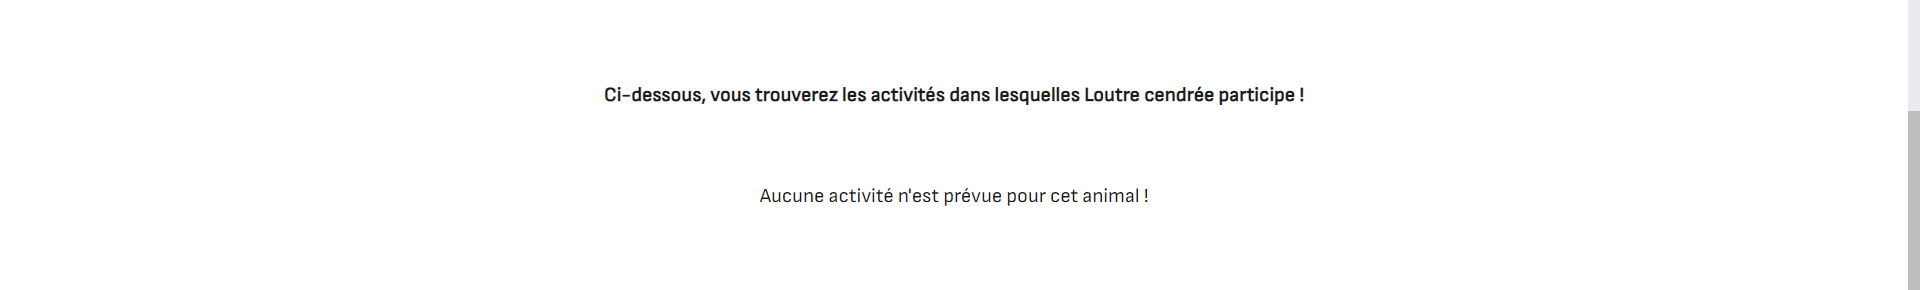 Ci-dessous, vous trouverez les activités dans lesquelles Loutre cendrée participe !
Aucune activité n'est prévue pour cet animal !